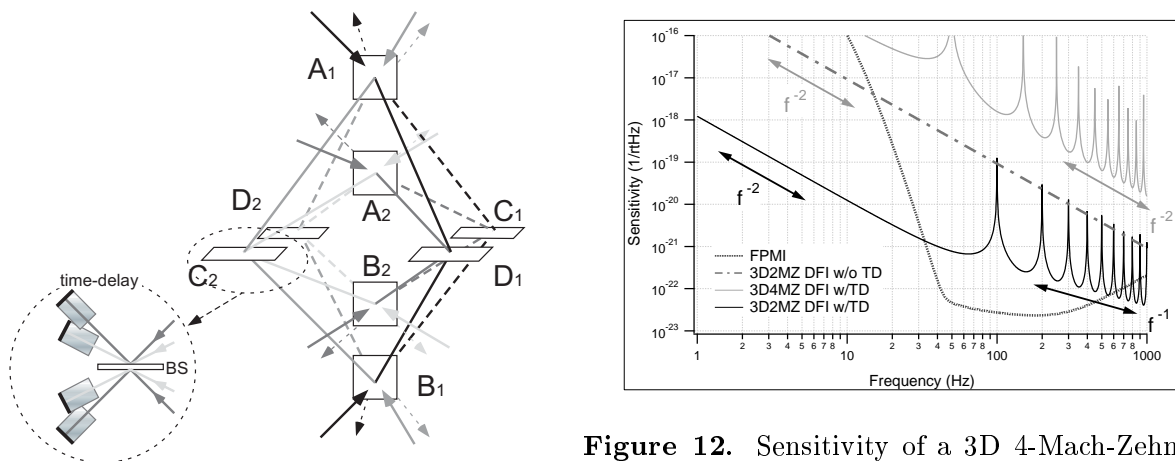 A1
A2
D2
C1
C2
B2
D1
B1
time-delay
BS
Sensitivity (1/rtHz)
10^-16
10^-17
10^-18
10^-19
10^-20
10^-21
10^-22
10^-23
f^-2
f^-2
f^-2
f^-1
FPMI
3D2MZ DFI w/o TD
3D4MZ DFI w/TD
3D2MZ DFI w/TD
1 2 3 4 5 6 7 8 10 2 3 4 5 6 7 8 100 2 3 4 5 6 7 8 1000
Frequency (Hz)
Figure 12. Sensitivity of a 3D 4-Mach-Zehn